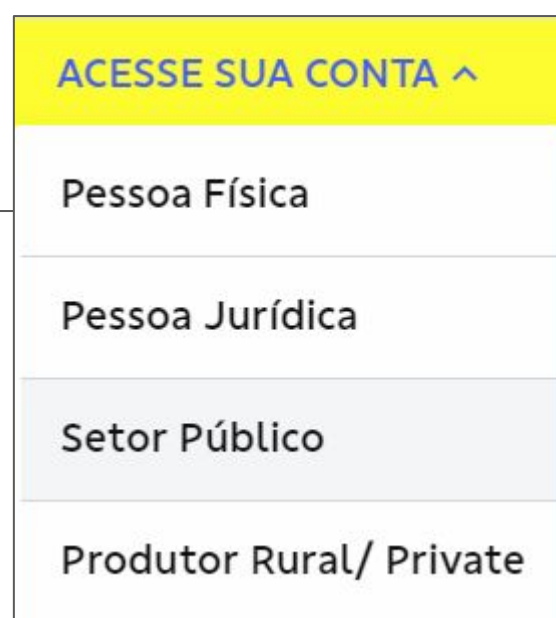 ACESSE SUA CONTA ^
Pessoa Física
Pessoa Jurídica
Setor Público
Produtor Rural/ Private